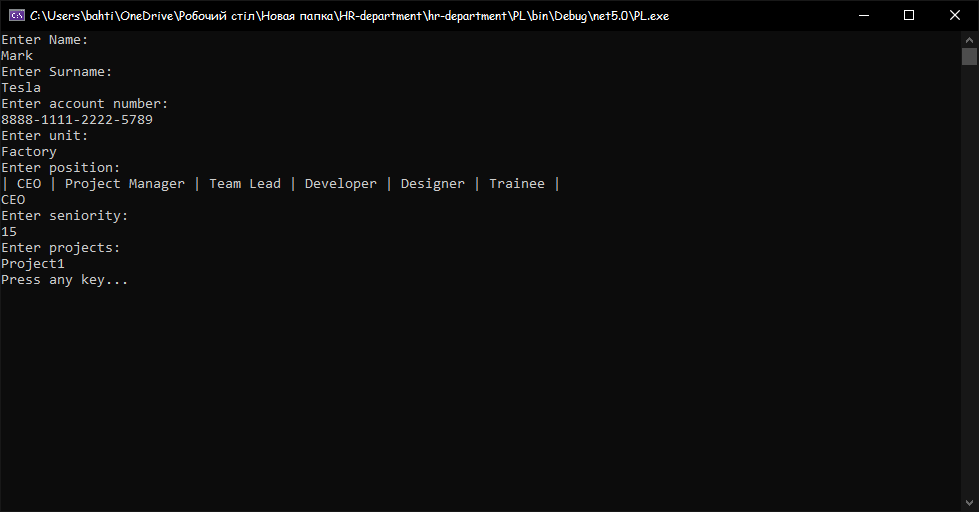 C:\Users\bahti\OneDrive\Робочий стіл\Новая папка\HR-department\hr-department\PL\bin\Debug\net5.0\PL.exe
Enter Name:
Mark
Enter Surname:
Tesla
Enter account number:
8888-1111-2222-5789
Enter unit:
Factory
Enter position:
| CEO | Project Manager | Team Lead | Developer | Designer | Trainee |
CEO
Enter seniority:
15
Enter projects:
Project1
Press any key...